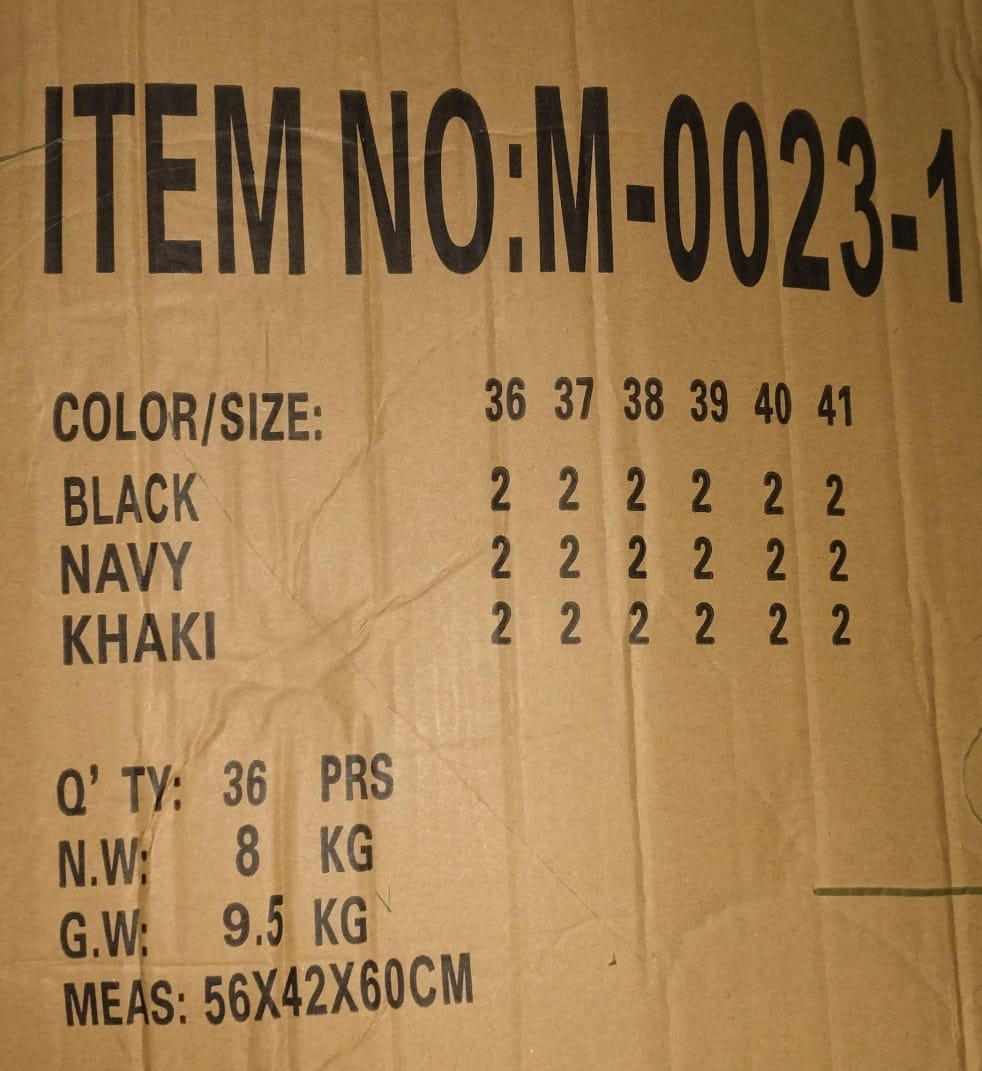 ITEM NO:M-0023-1
COLOR/SIZE: 36 37 38 39 40 41
BLACK 2 2 2 2 2 2
NAVY 2 2 2 2 2 2
KHAKI 2 2 2 2 2 2
Q' TY: 36 PRS
N.W: 8 KG
G.W: 9.5 KG
MEAS: 56X42X60CM